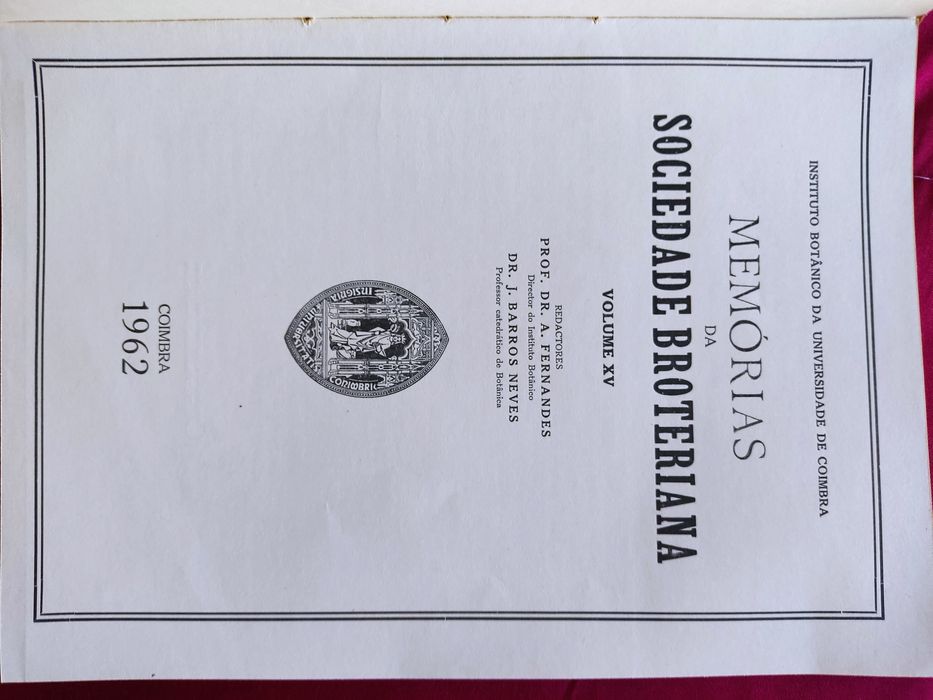 INSTITUTO BOTÂNICO DA UNIVERSIDADE DE COIMBRA
MEMÓRIAS
DA
SOCIEDADE BROTERIANA
VOLUME XV
REDACTORES
PROF. DR. A. FERNANDES
Director do Instituto Botânico
DR. J. BARROS NEVES
Professor catedrático de Botânica
INSIGNIA
COIMBRA
1962